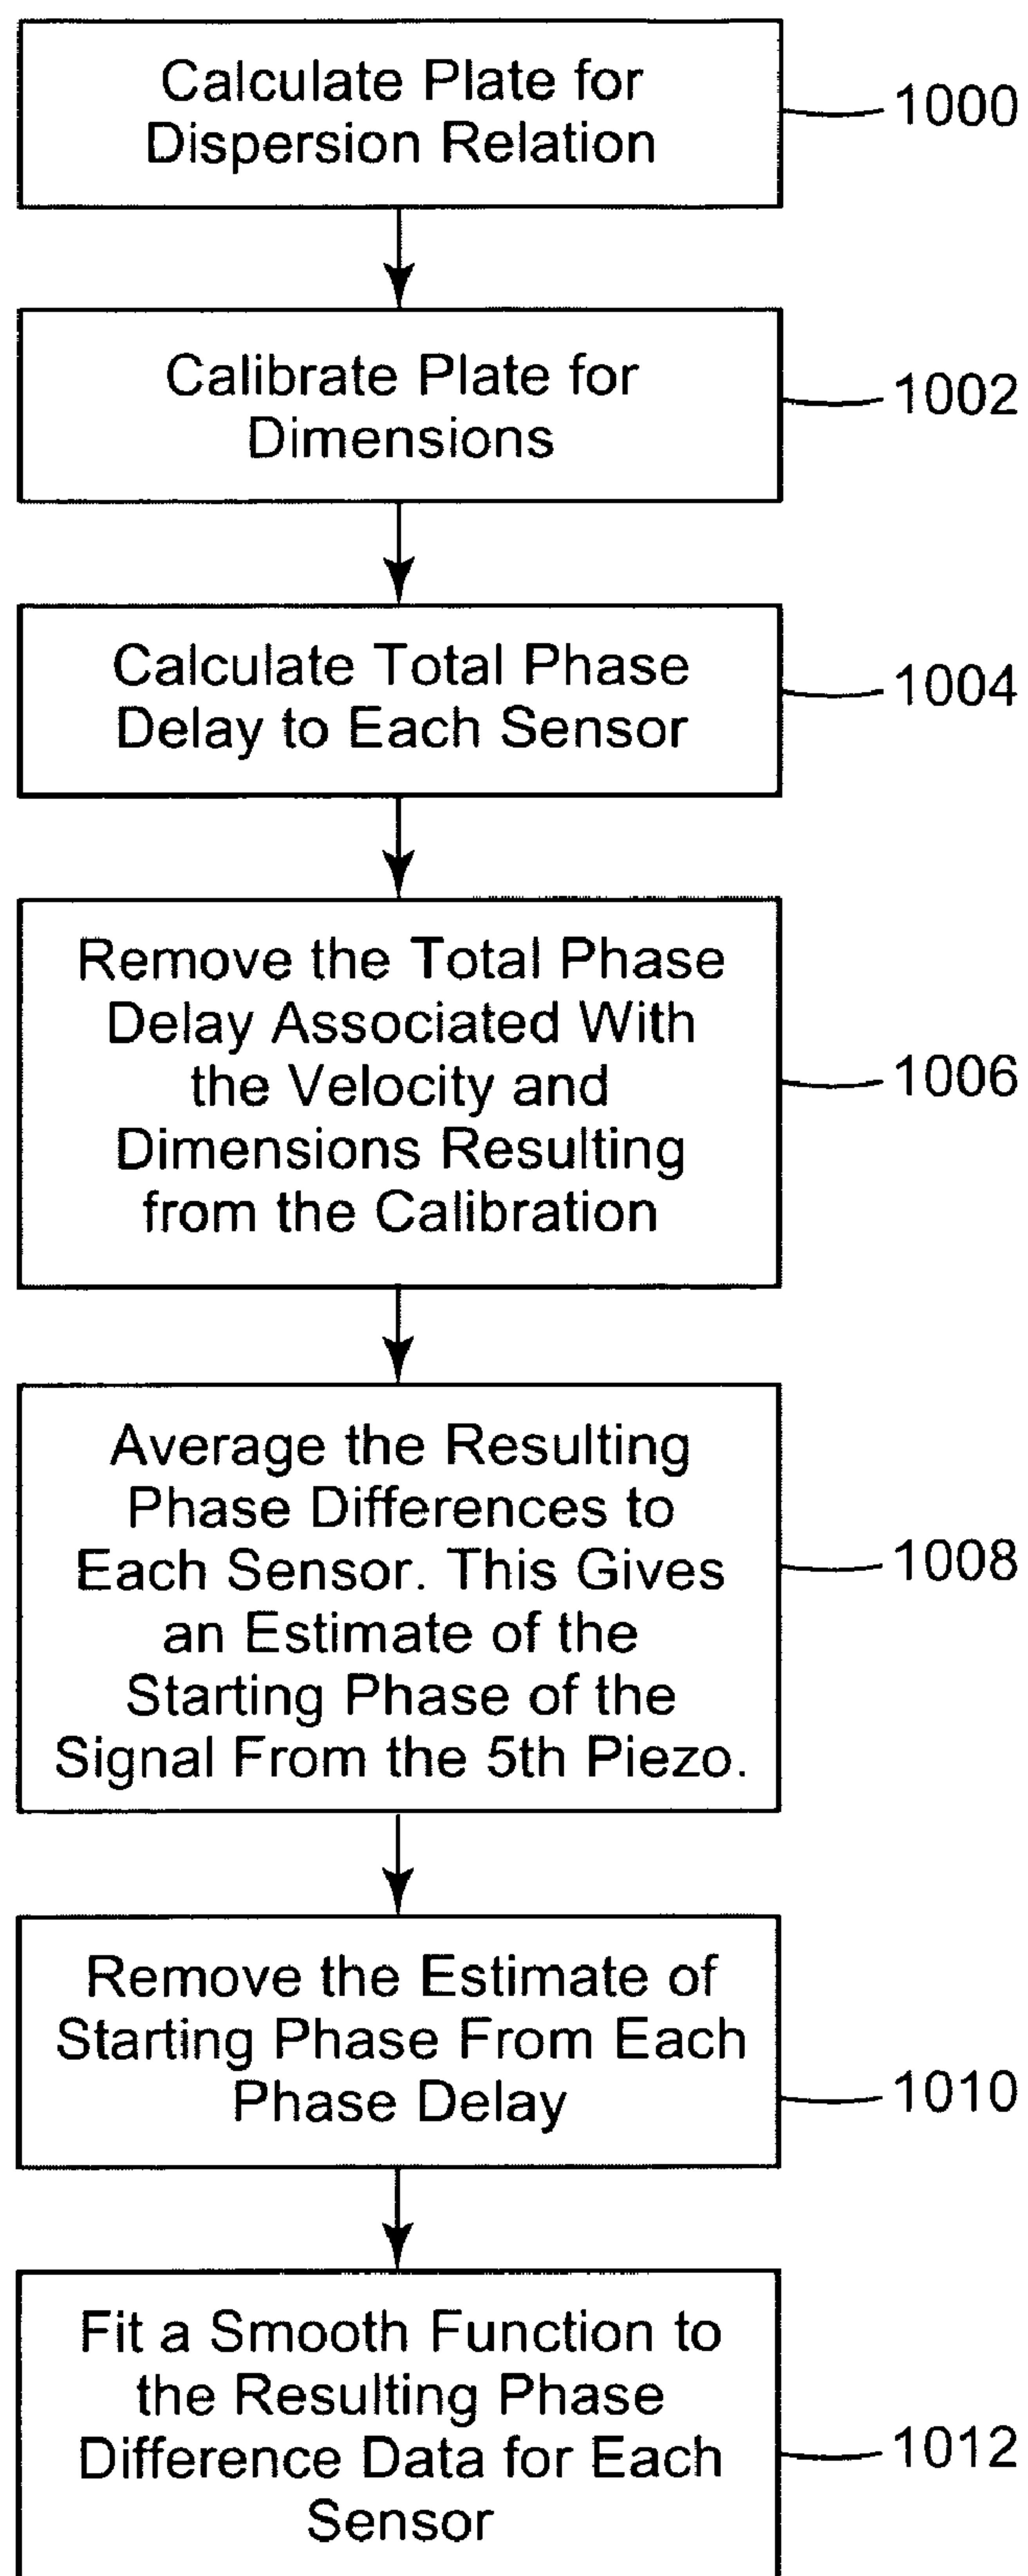 Calculate Plate for
Dispersion Relation
1000
Calibrate Plate for
Dimensions
1002
Calculate Total Phase
Delay to Each Sensor
1004
Remove the Total Phase
Delay Associated With
the Velocity and
Dimensions Resulting
from the Calibration
1006
Average the Resulting
Phase Differences to
Each Sensor. This Gives
an Estimate of the
Starting Phase of the
Signal From the 5th Piezo.
1008
Remove the Estimate of
Starting Phase From Each
Phase Delay
1010
Fit a Smooth Function to
the Resulting Phase
Difference Data for Each
Sensor
1012